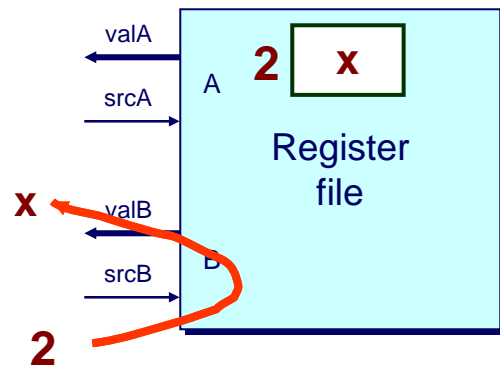 valA
A
2 x
srcA
Register
file
x
valB
B
srcB
2